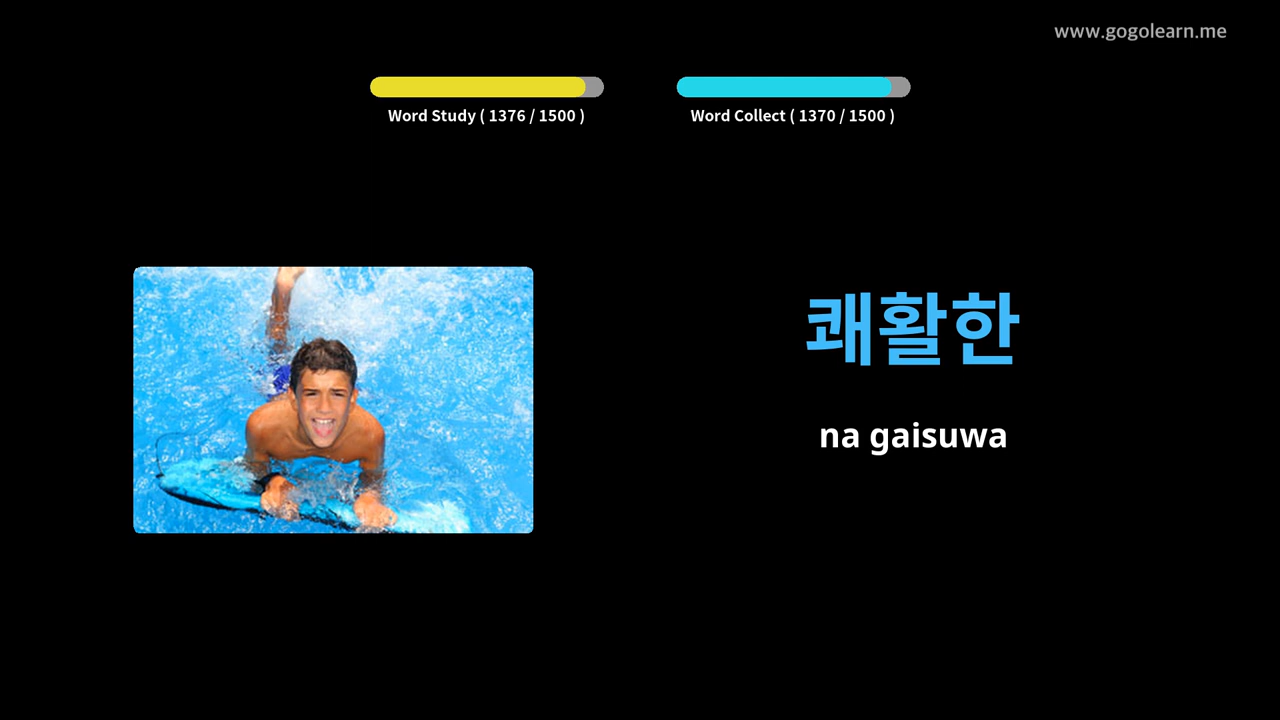 www.gogolearn.me
Word Study ( 1376 / 1500 )
Word Collect ( 1370 / 1500 )
쾌활한
na gaisuwa